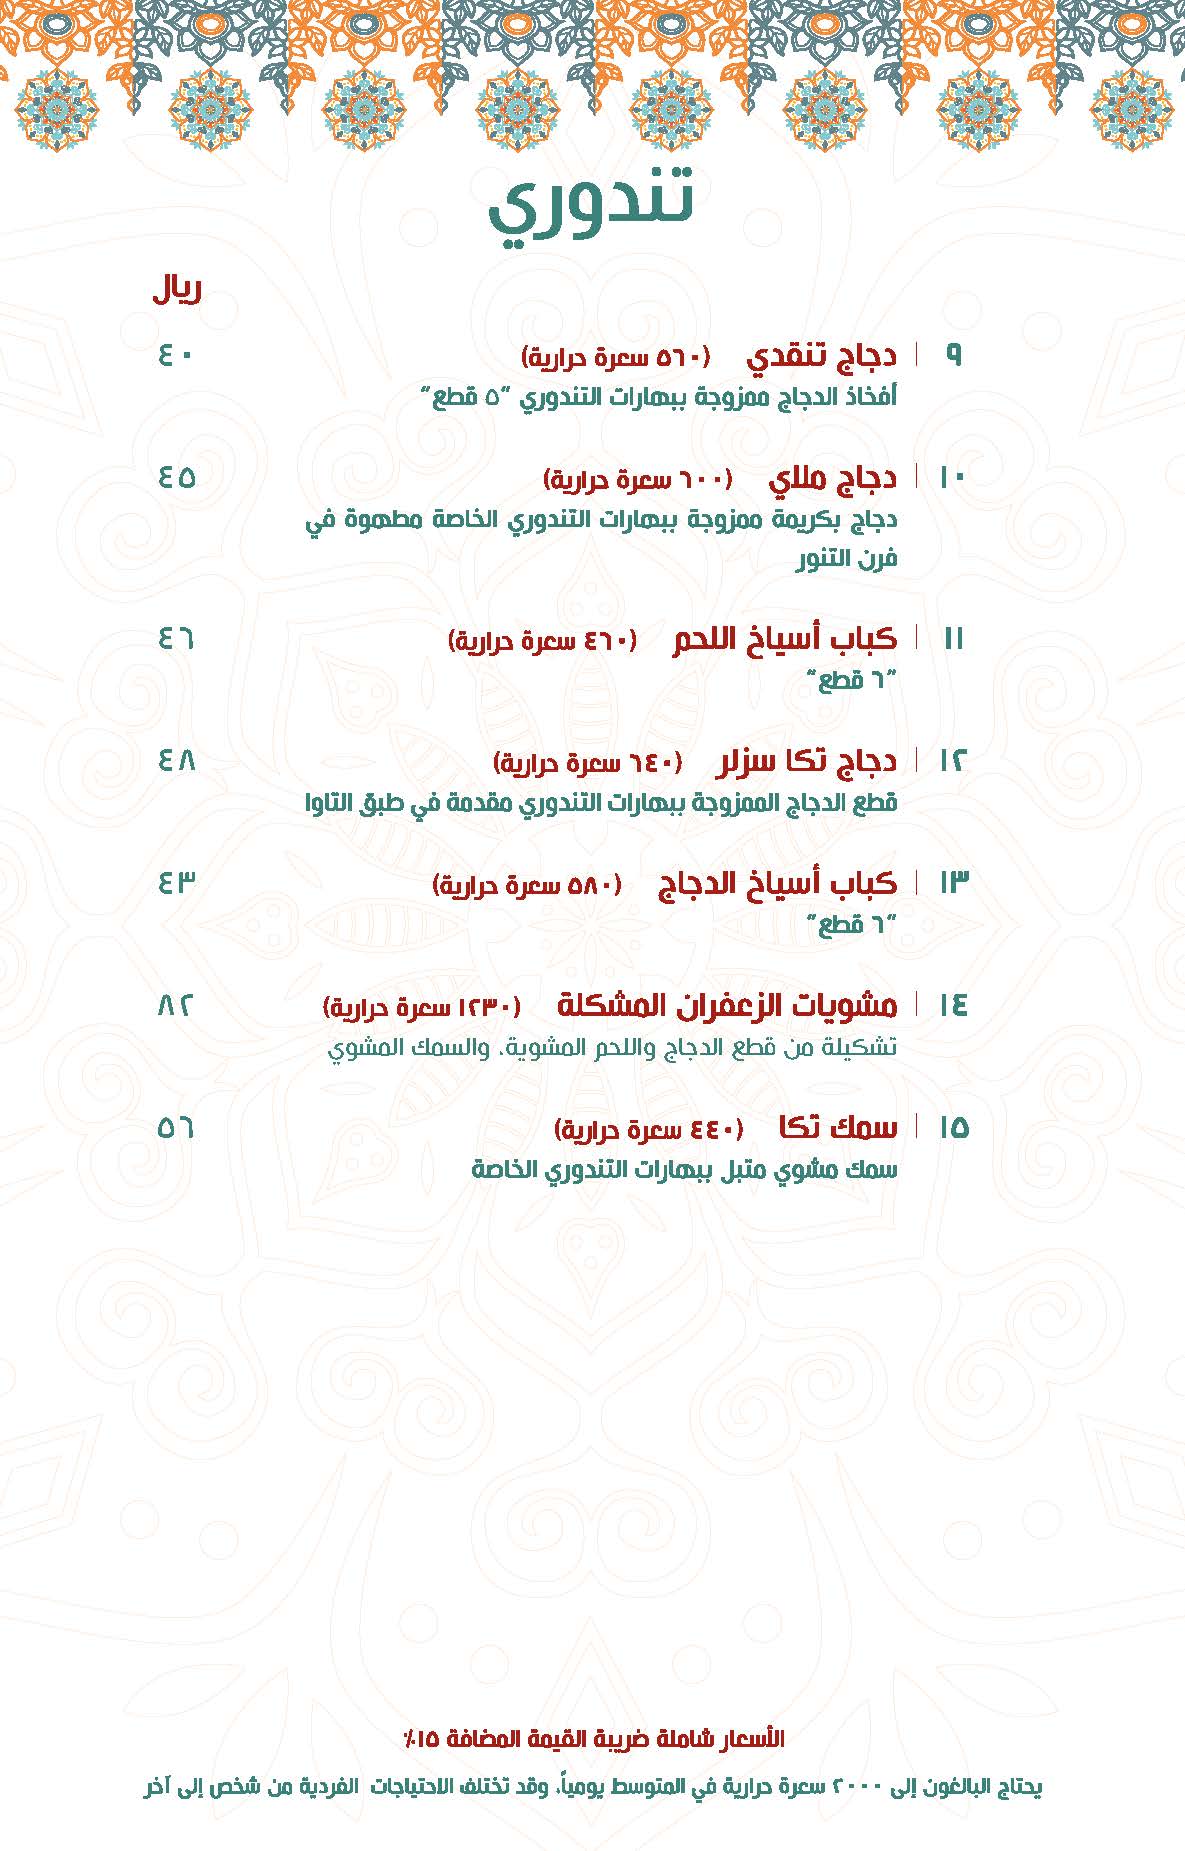 تندوري
ريال
٩ | دجاج تنقدي (٥٦٠ سعرة حرارية) ٤٠
أفخاذ الدجاج ممزوجة ببهارات التندوري "٥ قطع"
١٠ | دجاج ملاي (٦٠٠ سعرة حرارية) ٤٥
دجاج بكريمة ممزوجة ببهارات التندوري الخاصة مطهوة في
فرن التنور
١١ | كباب أسياخ اللحم (٤٦٠ سعرة حرارية) ٤٦
"٦ قطع"
١٢ | دجاج تكا سزلر (٦٤٠ سعرة حرارية) ٤٨
قطع الدجاج الممزوجة ببهارات التندوري مقدمة في طبق التاوا
١٣ | كباب أسياخ الدجاج (٥٨٠ سعرة حرارية) ٤٣
"٦ قطع"
١٤ | مشويات الزعفران المشكلة (١٢٣٠ سعرة حرارية) ٨٢
تشكيلة من قطع الدجاج واللحم المشوية، والسمك المشوي
١٥ | سمك تكا (٤٤٠ سعرة حرارية) ٥٦
سمك مشوي متبل ببهارات التندوري الخاصة
الأسعار شاملة ضريبة القيمة المضافة ١٥٪
يحتاج البالغون إلى ٢٠٠٠ سعرة حرارية في المتوسط يومياً، وقد تختلف الاحتياجات الفردية من شخص إلى آخر